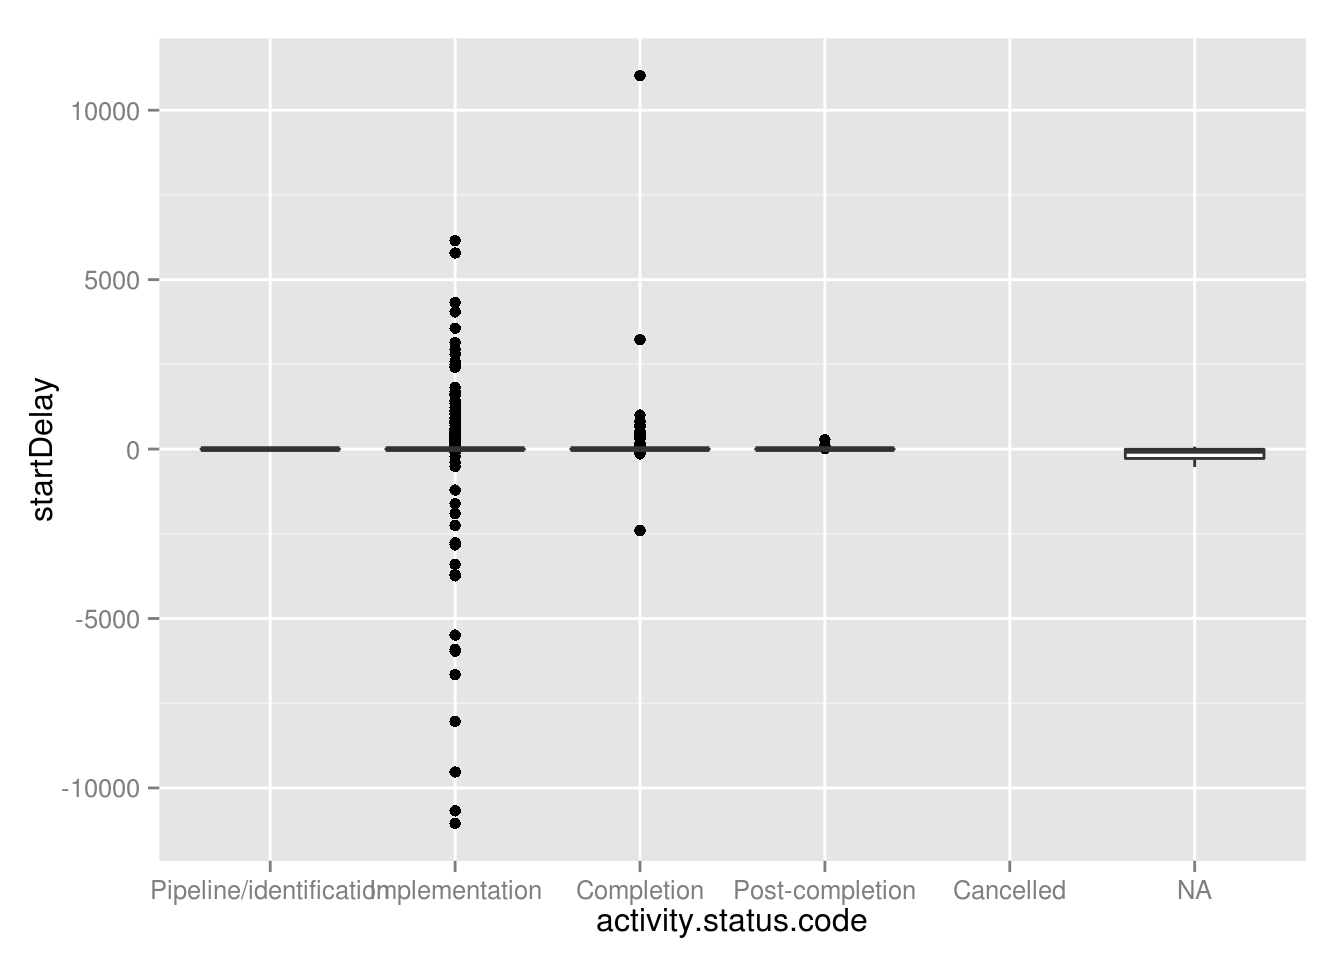 startDelay
10000
5000
0
-5000
-10000
Pipeline/identification Implementation Completion Post-completion Cancelled NA
activity.status.code